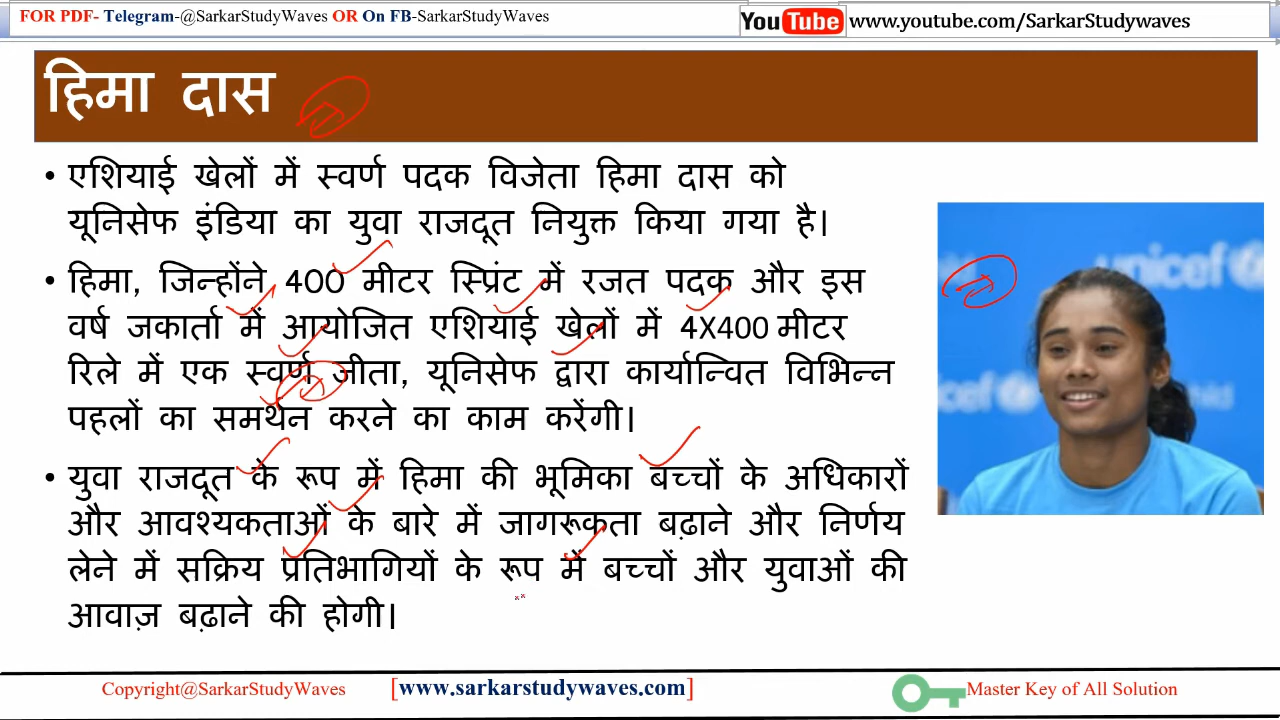 FOR PDF- Telegram-@SarkarStudyWaves OR On FB-SarkarStudyWaves
YouTube www.youtube.com/SarkarStudywaves
हिमा दास
• एशियाई खेलों में स्वर्ण पदक विजेता हिमा दास को
यूनिसेफ इंडिया का युवा राजदूत नियुक्त किया गया है।
• हिमा, जिन्होंने 400 मीटर स्प्रिंट में रजत पदक और इस
वर्ष जकार्ता में आयोजित एशियाई खेलों में 4X400 मीटर
रिले में एक स्वर्ण जीता, यूनिसेफ द्वारा कार्यान्वित विभिन्न
पहलों का समर्थन करने का काम करेंगी।
• युवा राजदूत के रूप में हिमा की भूमिका बच्चों के अधिकारों
और आवश्यकताओं के बारे में जागरूकता बढ़ाने और निर्णय
लेने में सक्रिय प्रतिभागियों के रूप में बच्चों और युवाओं की
आवाज़ बढ़ाने की होगी।
unicef
unicef
Copyright@SarkarStudyWaves [www.sarkarstudywaves.com] Master Key of All Solution